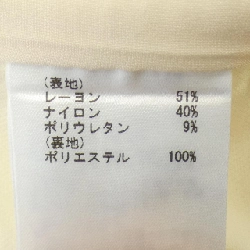 (表地)
レーヨン 51%
ナイロン 40%
ポリウレタン 9%
(裏地)
ポリエステル 100%